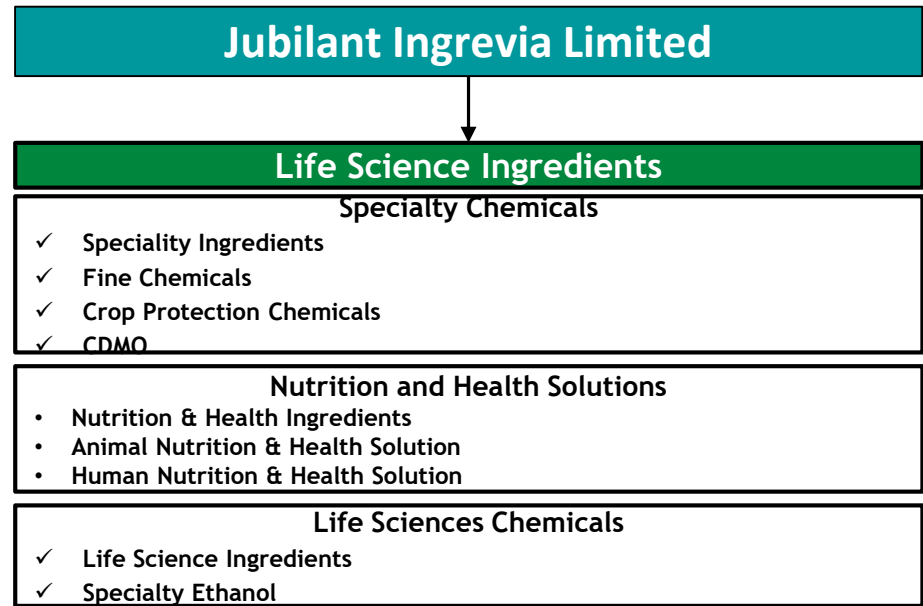 Jubilant Ingrevia Limited
Life Science Ingredients
Specialty Chemicals
✓ Speciality Ingredients
✓ Fine Chemicals
✓ Crop Protection Chemicals
✓ CDMO
Nutrition and Health Solutions
• Nutrition & Health Ingredients
• Animal Nutrition & Health Solution
• Human Nutrition & Health Solution
Life Sciences Chemicals
✓ Life Science Ingredients
✓ Specialty Ethanol